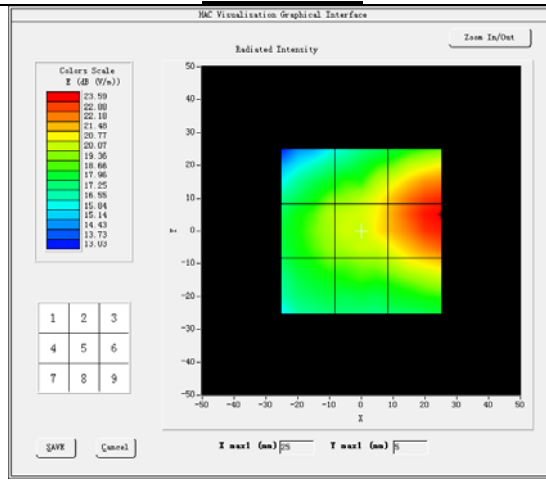 HAC Visualisation Graphical Interface
Zoom In/Out
Radiated Intensity
Colors Scale
E (dB (V/m))
23.59
22.88
22.18
21.48
20.77
20.07
19.36
18.66
17.96
17.25
16.55
15.84
15.14
14.43
13.73
13.03
50
40
30
20
10
Y
0
-10
-20
-30
-40
-50
-50 -40 -30 -20 -10 0 10 20 30 40 50
X
1 2 3
4 5 6
7 8 9
SAVE
Cancel
X max1 (mm) 25
Y max1 (mm) 5